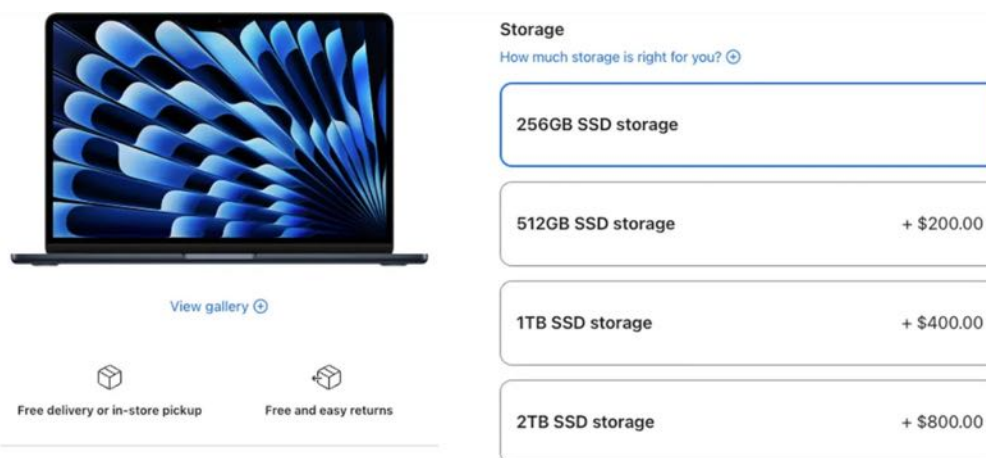 Storage
How much storage is right for you?
256GB SSD storage
512GB SSD storage + $200.00
1TB SSD storage + $400.00
2TB SSD storage + $800.00
View gallery
Free delivery or in-store pickup
Free and easy returns